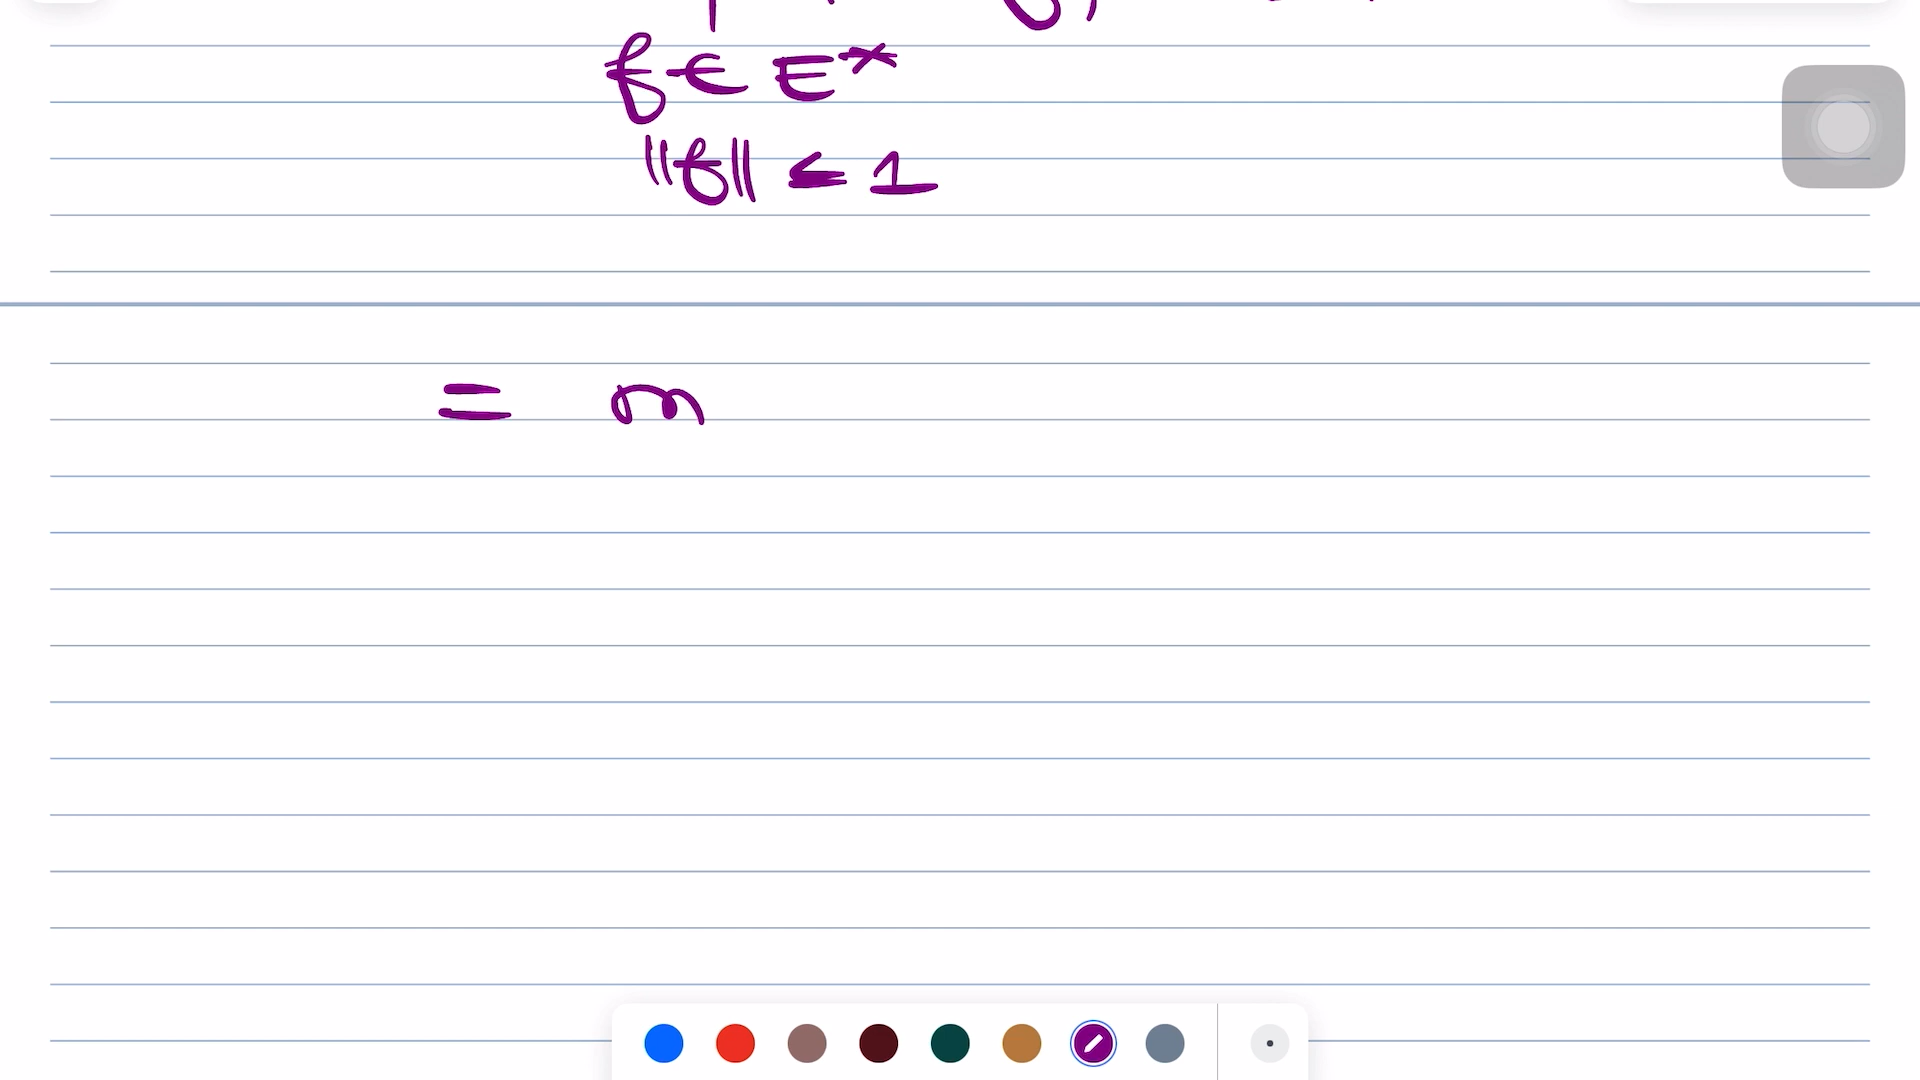 f ∈ E*
||f|| ≤ 1
= m